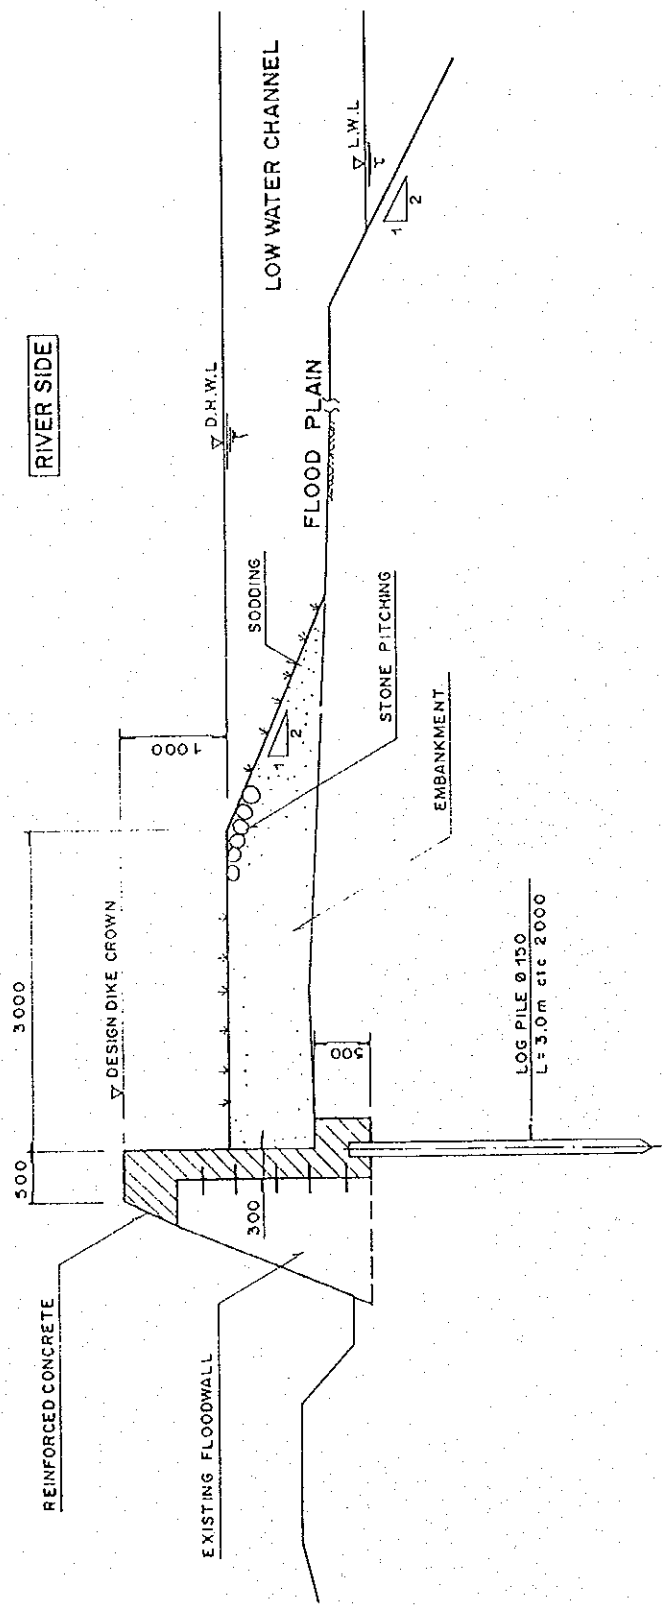 RIVER SIDE
LOW WATER CHANNEL
L.W.L
1
2
D.H.W.L
FLOOD PLAIN
SODDING
STONE PITCHING
1000
1
2
EMBANKMENT
3000
DESIGN DIKE CROWN
500
500
LOG PILE Ø150
L = 3.0m ctc 2000
300
REINFORCED CONCRETE
EXISTING FLOODWALL